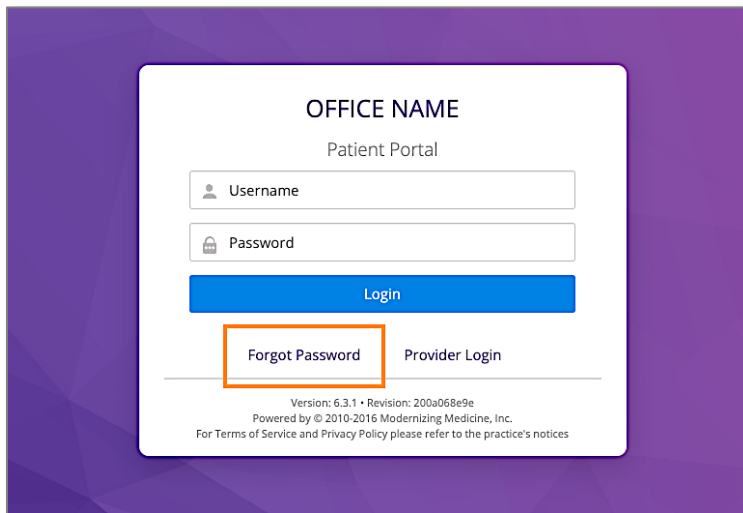 OFFICE NAME
Patient Portal
Username
Password
Login
Forgot Password Provider Login
Version: 6.3.1 • Revision: 200a068e9e
Powered by © 2010-2016 Modernizing Medicine, Inc.
For Terms of Service and Privacy Policy please refer to the practice's notices